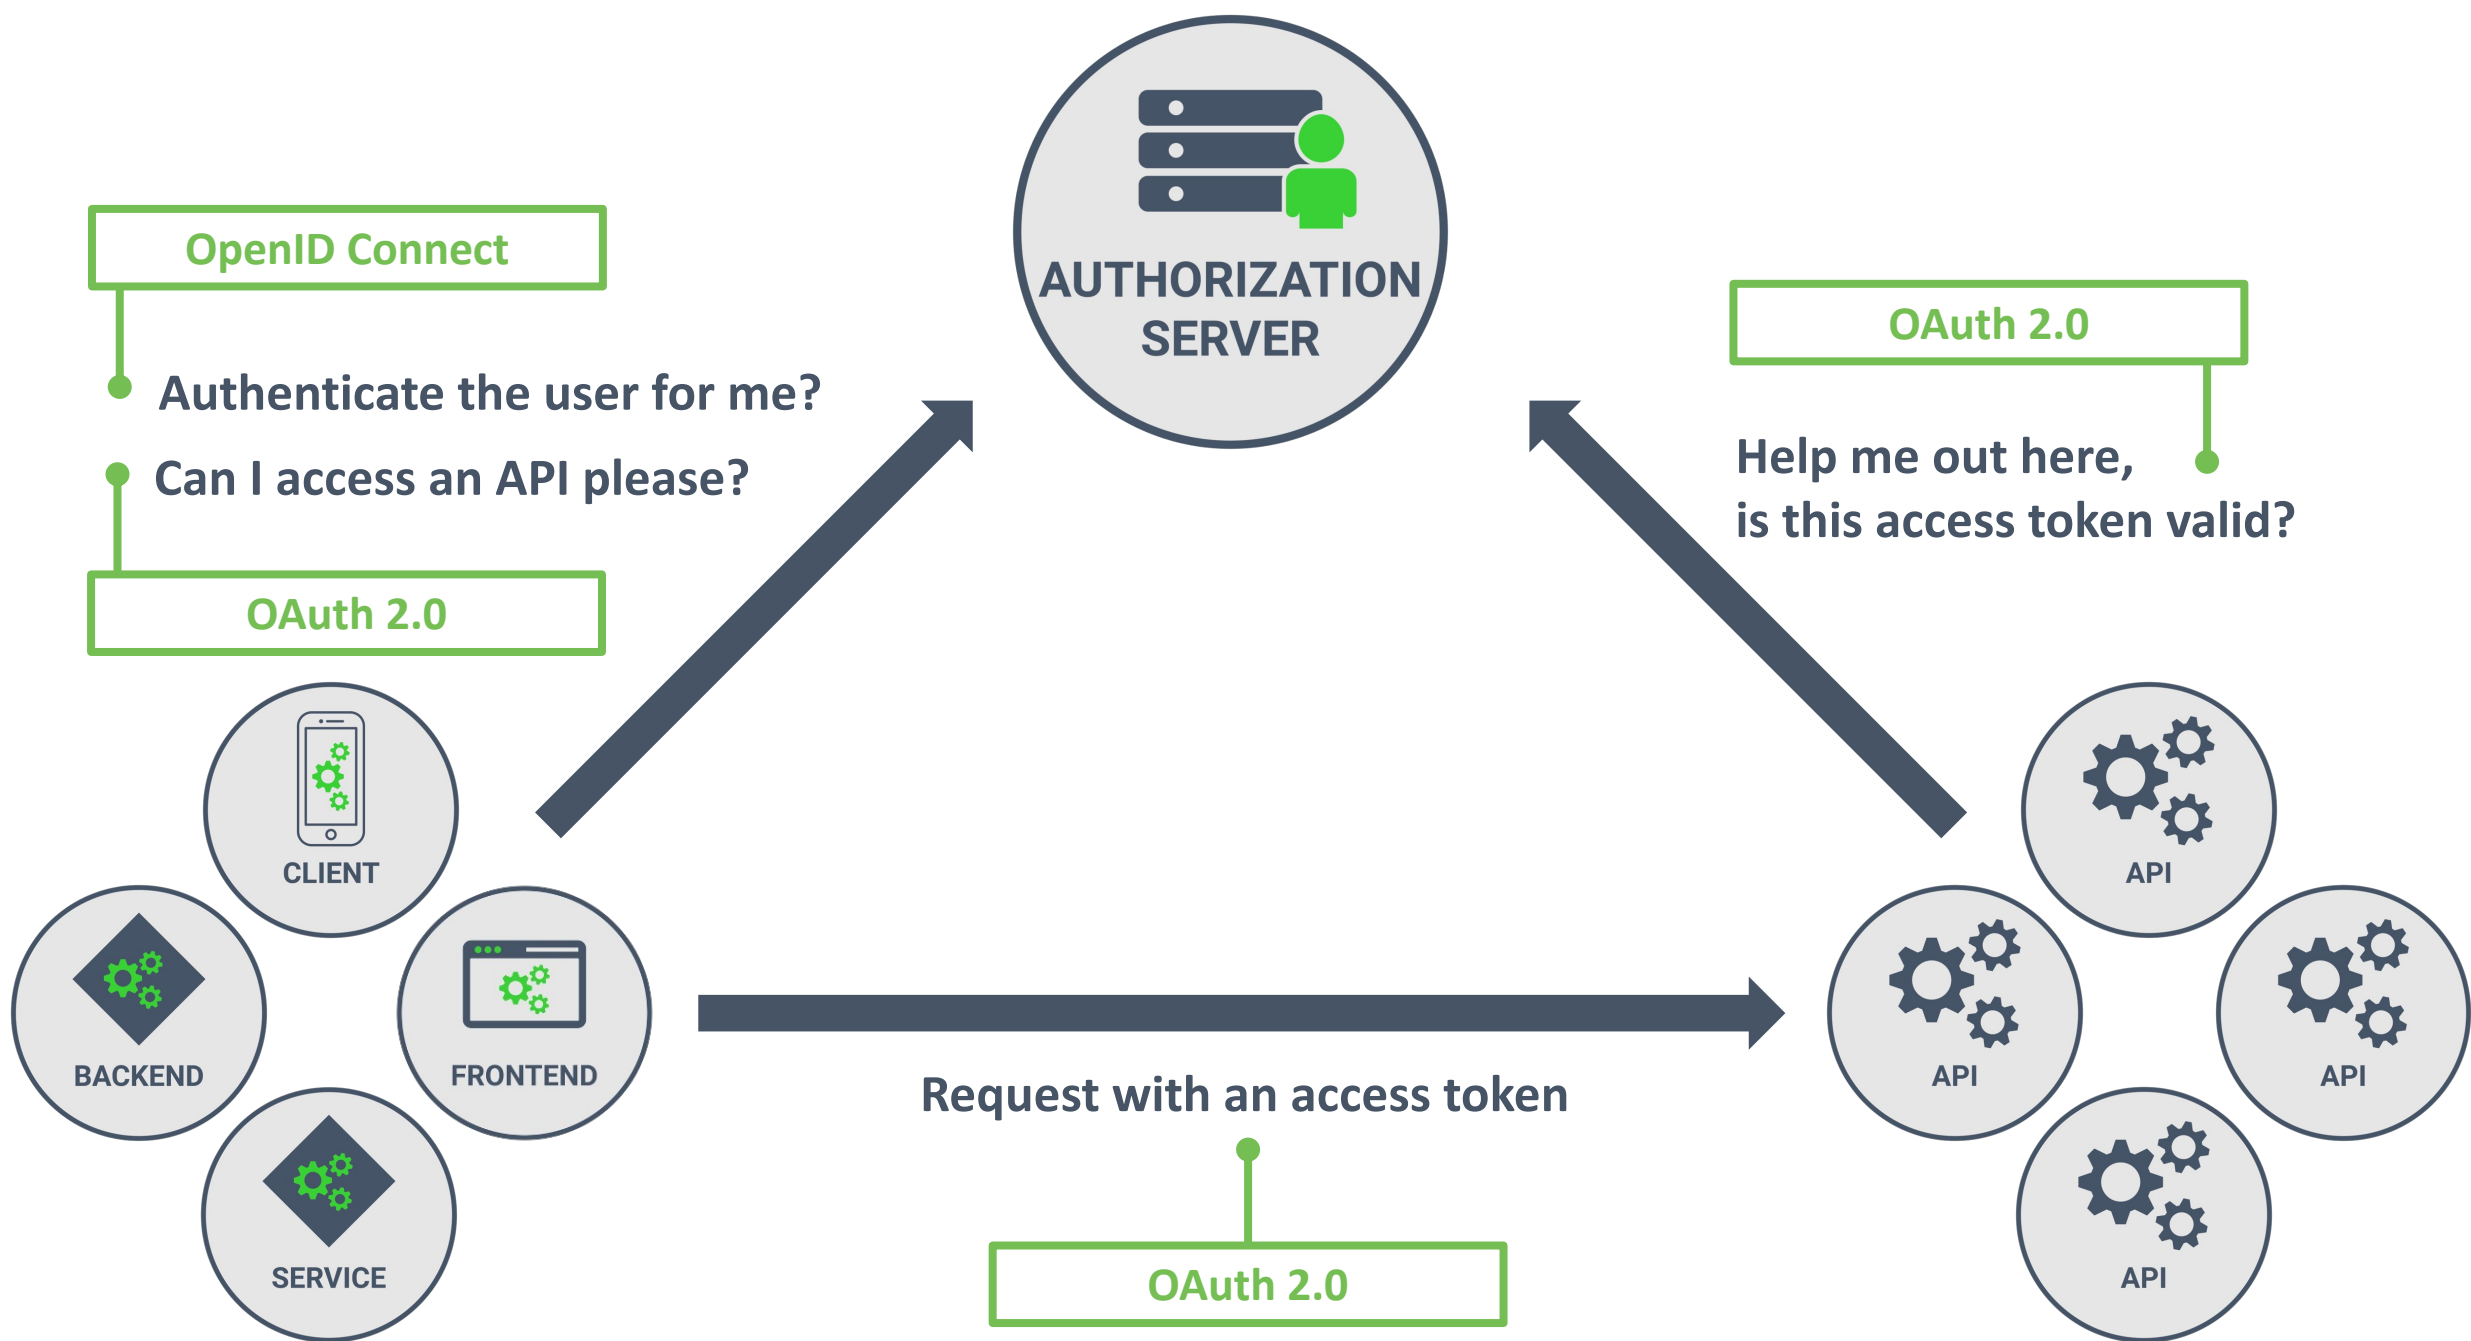 AUTHORIZATION
SERVER
OpenID Connect
Authenticate the user for me?
Can I access an API please?
OAuth 2.0
OAuth 2.0
Help me out here,
is this access token valid?
CLIENT
BACKEND
FRONTEND
SERVICE
Request with an access token
OAuth 2.0
API
API
API
API